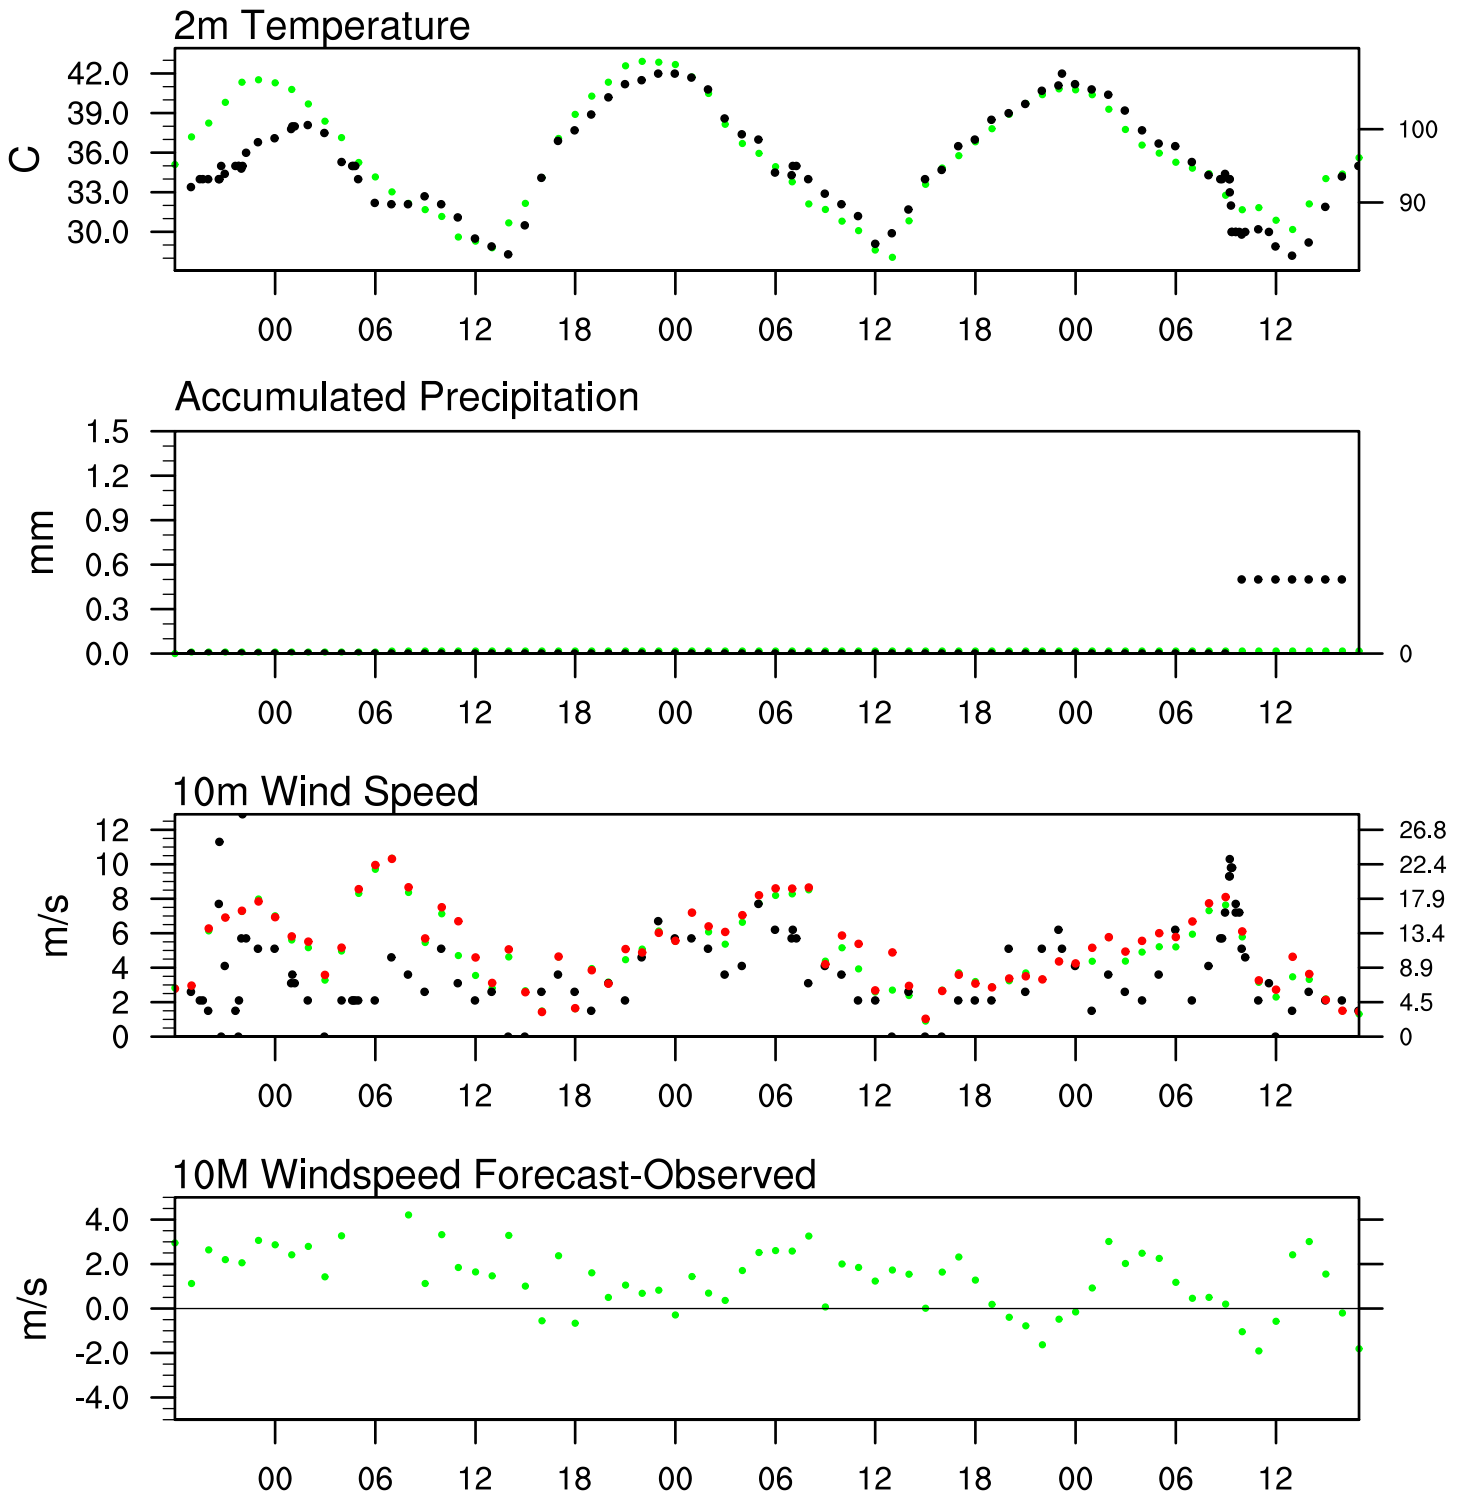 2m Temperature
C
42.0
39.0
36.0
33.0
30.0
100
90
00 06 12 18 00 06 12 18 00 06 12
Accumulated Precipitation
mm
1.5
1.2
0.9
0.6
0.3
0.0
0
00 06 12 18 00 06 12 18 00 06 12
10m Wind Speed
m/s
12
10
8
6
4
2
0
26.8
22.4
17.9
13.4
8.9
4.5
0
00 06 12 18 00 06 12 18 00 06 12
10M Windspeed Forecast-Observed
m/s
4.0
2.0
0.0
-2.0
-4.0
00 06 12 18 00 06 12 18 00 06 12